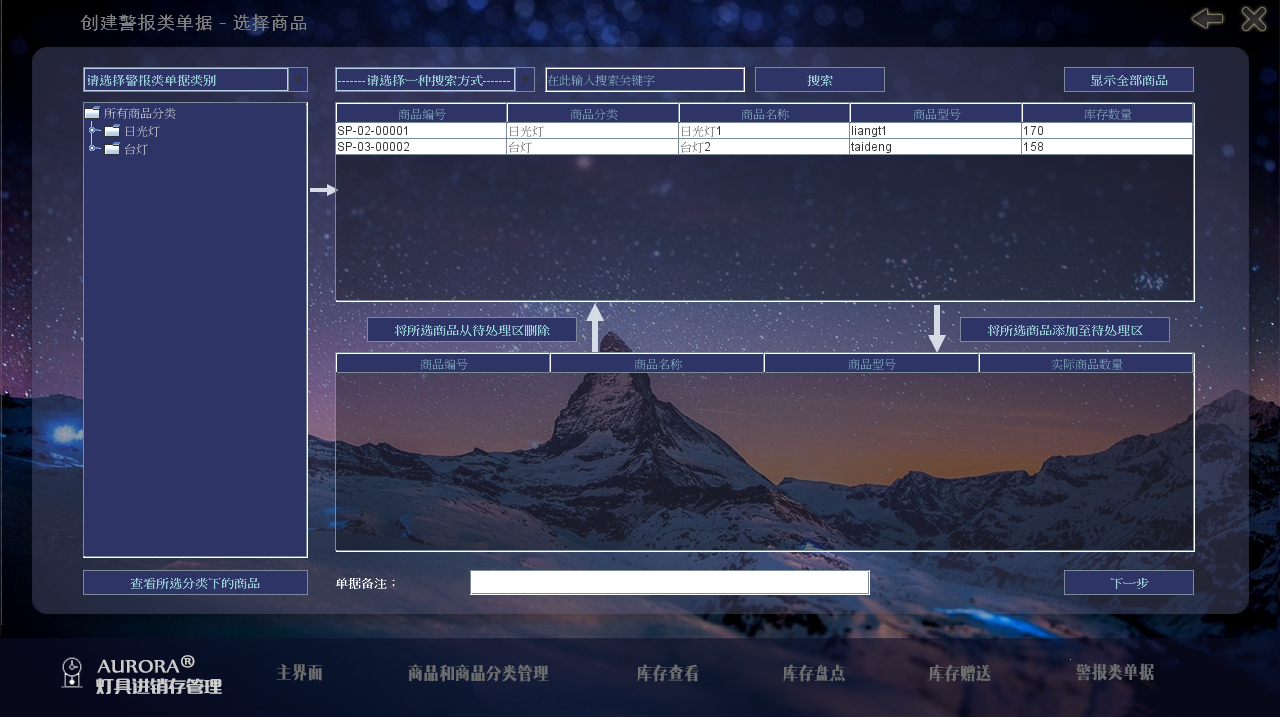 创建警报类单据 - 选择商品
请选择警报类单据类别
-------请选择一种搜索方式-------
在此输入搜索关键字
搜索
显示全部商品
所有商品分类
日光灯
台灯
商品编号 商品分类 商品名称 商品型号 库存数量
SP-02-00001 日光灯 日光灯1 liangt1 170
SP-03-00002 台灯 台灯2 taideng 158
将所选商品从待处理区删除
将所选商品添加至待处理区
商品编号 商品名称 商品型号 实际商品数量
查看所选分类下的商品
单据备注：
下一步
AURORA®
灯具进销存管理
主界面
商品和商品分类管理
库存查看
库存盘点
库存赠送
警报类单据